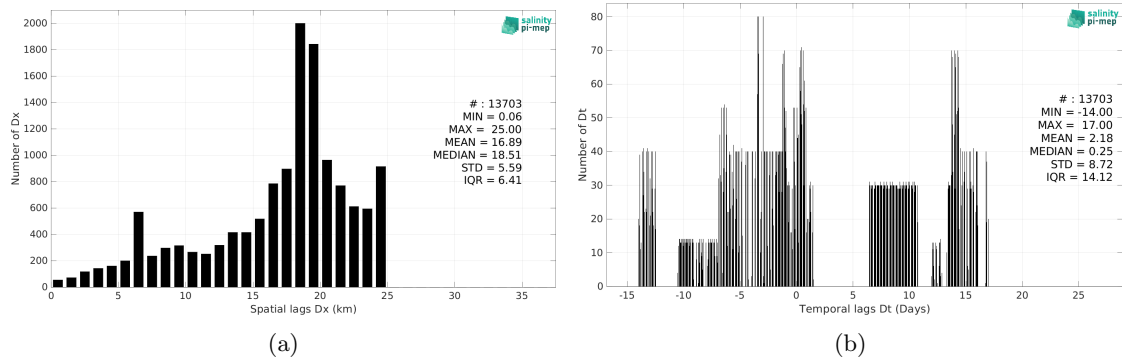 2000
1800
1600
1400
1200
1000
800
600
400
200
0
Number of Dx
0 5 10 15 20 25 30 35
Spatial lags Dx (km)
salinity
pi-mep
# : 13703
MIN = 0.06
MAX = 25.00
MEAN = 16.89
MEDIAN = 18.51
STD = 5.59
IQR = 6.41
(a)
80
70
60
50
40
30
20
10
0
Number of Dt
-15 -10 -5 0 5 10 15 20 25
Temporal lags Dt (Days)
salinity
pi-mep
# : 13703
MIN = -14.00
MAX = 17.00
MEAN = 2.18
MEDIAN = 0.25
STD = 8.72
IQR = 14.12
(b)